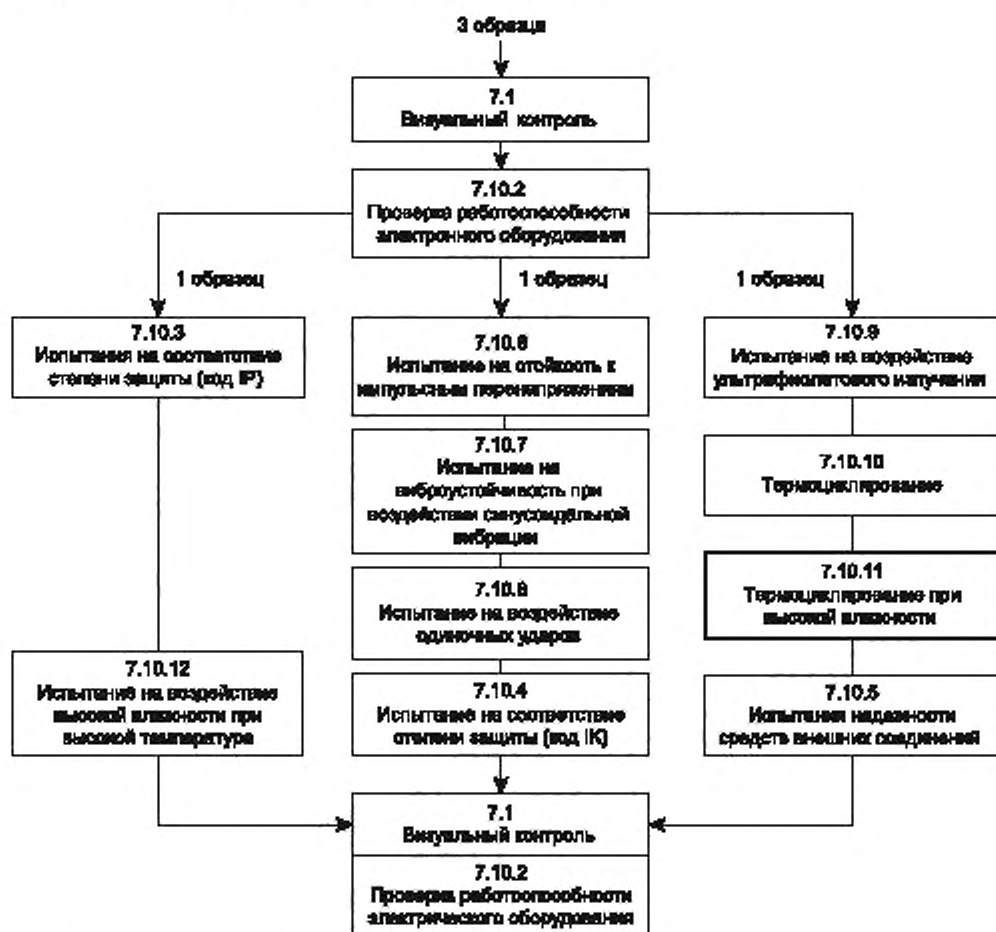 3 образца
7.1
Визуальный контроль
7.10.2
Проверка работоспособности
электронного оборудования
1 образец
1 образец
1 образец
7.10.3
Испытания на соответствие
степени защиты (код IP)
7.10.12
Испытание на воздействие
высокой влажности при
высокой температуре
7.10.6
Испытание на стойкость к
импульсным перенапряжениям
7.10.7
Испытание на
виброустойчивость при
воздействии синусоидальной
вибрации
7.10.8
Испытание на воздействие
одиночных ударов
7.10.4
Испытание на соответствие
степени защиты (код IK)
7.10.9
Испытание на воздействие
ультрафиолетового излучения
7.10.10
Термоциклирование
7.10.11
Термоциклирование при
высокой влажности
7.10.5
Испытания надежности
средств внешних соединений
7.1
Визуальный контроль
7.10.2
Проверка работоспособности
электрического оборудования